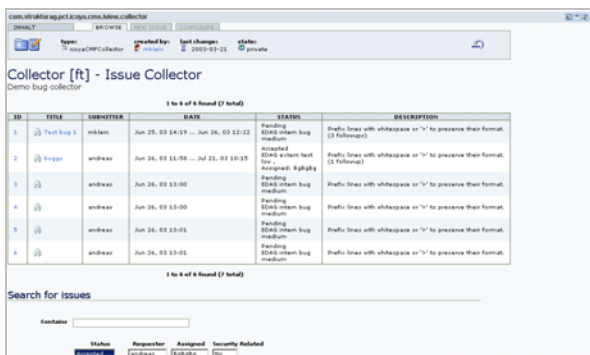 com.strukturag.pct.icoya.cms.iview.collector
INHALT BROWSE NEW ISSUE CONFIGURE
type: created by: last change: state:
icoyaCMFCollector mklein 2003-03-21 private
Collector [ft] - Issue Collector
Demo bug collector
1 to 6 of 6 found (7 total)
ID TITLE SUBMITTER DATE STATUS DESCRIPTION
1 Test bug 1 mklein Jun 25, 03 14:19 ... Jun 26, 03 12:22 Pending EDAG intern bug medium Prefix lines with whitespace or '>' to preserve their format. (3 followups)
2 buggs andreas Jun 26, 03 11:58 ... Jul 21, 03 10:15 Accepted EDAG extern test low , Assigned: BgBgBg Prefix lines with whitespace or '>' to preserve their format. (1 followup)
3 andreas Jun 26, 03 13:00 Pending EDAG intern bug medium Prefix lines with whitespace or '>' to preserve their format.
4 andreas Jun 26, 03 13:00 Pending EDAG intern bug medium Prefix lines with whitespace or '>' to preserve their format.
5 andreas Jun 26, 03 13:01 Pending EDAG intern bug medium Prefix lines with whitespace or '>' to preserve their format.
6 andreas Jun 26, 03 13:01 Pending EDAG intern bug medium Prefix lines with whitespace or '>' to preserve their format.
1 to 6 of 6 found (7 total)
Search for issues
Contains
Status Requester Assigned Security Related
Accepted andreas BgBgBg No